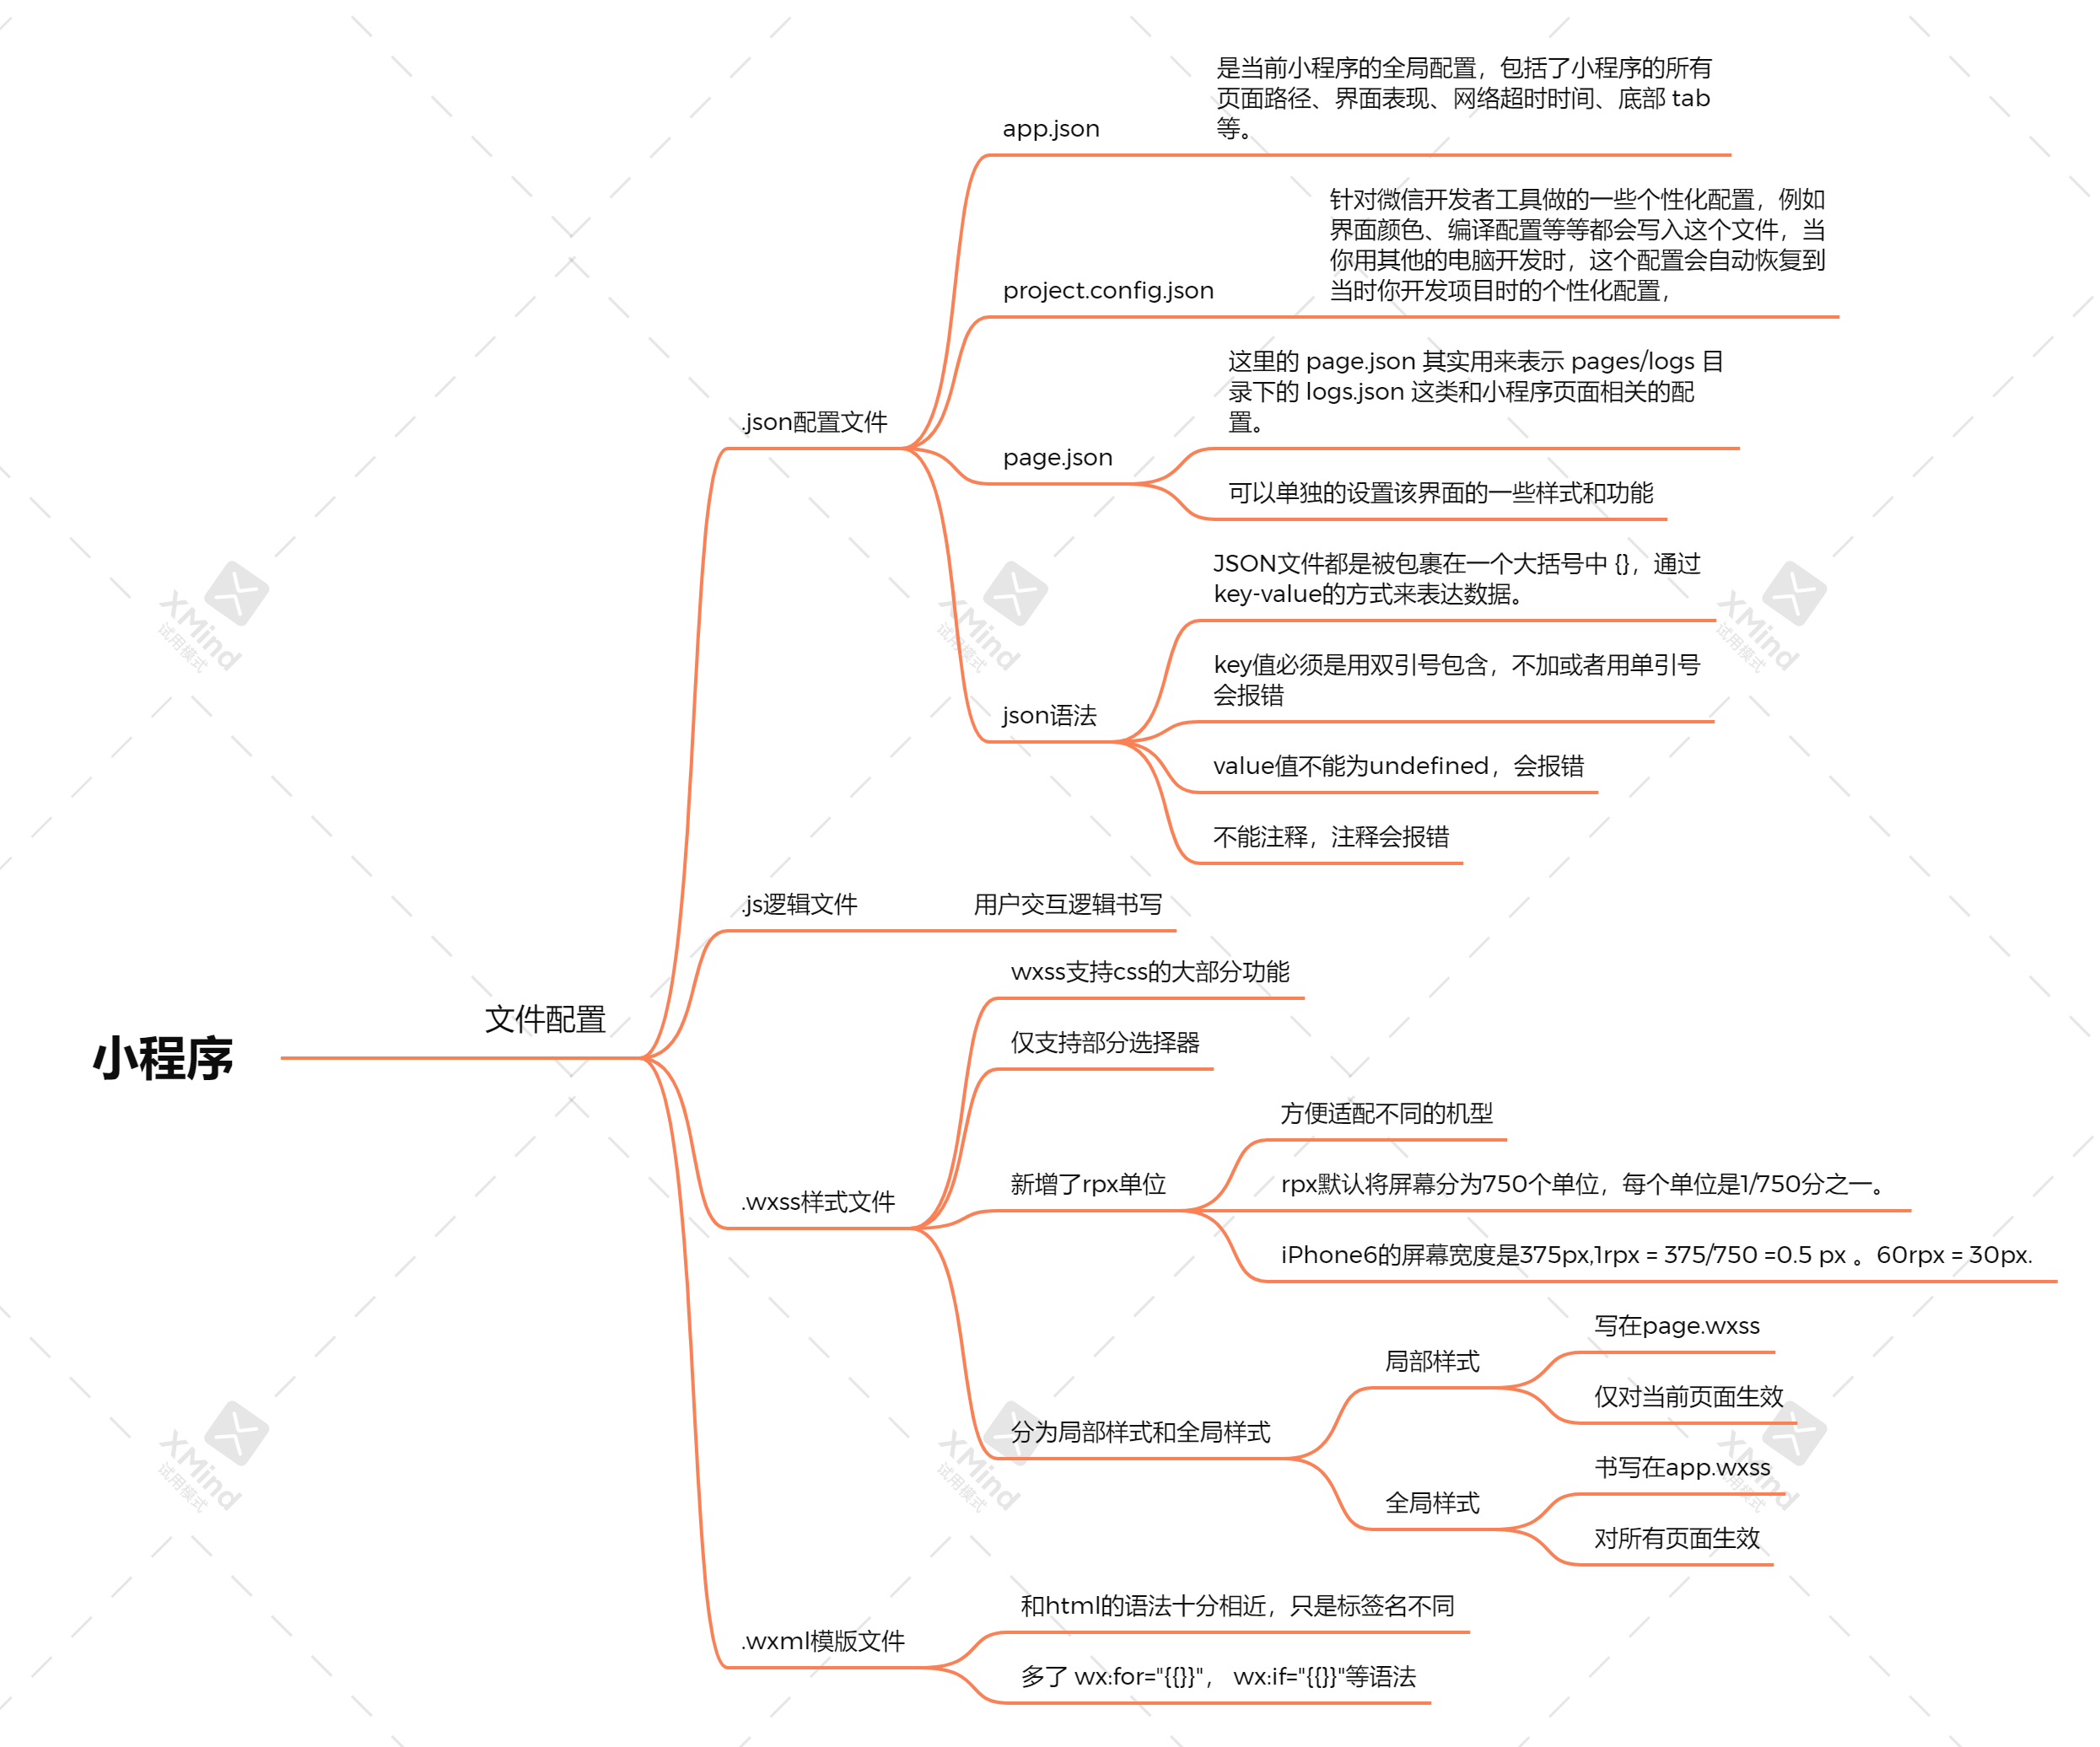 小程序
文件配置
.json配置文件
app.json
是当前小程序的全局配置，包括了小程序的所有
页面路径、界面表现、网络超时时间、底部 tab
等。
project.config.json
针对微信开发者工具做的一些个性化配置，例如
界面颜色、编译配置等等都会写入这个文件，当
你用其他的电脑开发时，这个配置会自动恢复到
当时你开发项目时的个性化配置，
page.json
这里的 page.json 其实用来表示 pages/logs 目
录下的 logs.json 这类和小程序页面相关的配
置。
可以单独的设置该界面的一些样式和功能
json语法
JSON文件都是被包裹在一个大括号中 {}，通过
key-value的方式来表达数据。
key值必须是用双引号包含，不加或者用单引号
会报错
value值不能为undefined，会报错
不能注释，注释会报错
.js逻辑文件
用户交互逻辑书写
.wxss样式文件
wxss支持css的大部分功能
仅支持部分选择器
新增了rpx单位
方便适配不同的机型
rpx默认将屏幕分为750个单位，每个单位是1/750分之一。
iPhone6的屏幕宽度是375px,1rpx = 375/750 =0.5 px 。60rpx = 30px.
分为局部样式和全局样式
局部样式
写在page.wxss
仅对当前页面生效
全局样式
书写在app.wxss
对所有页面生效
.wxml模版文件
和html的语法十分相近，只是标签名不同
多了 wx:for="{{}}"， wx:if="{{}}"等语法
XMind
试用模式
XMind
试用模式
XMind
试用模式
XMind
试用模式
XMind
试用模式
XMind
试用模式